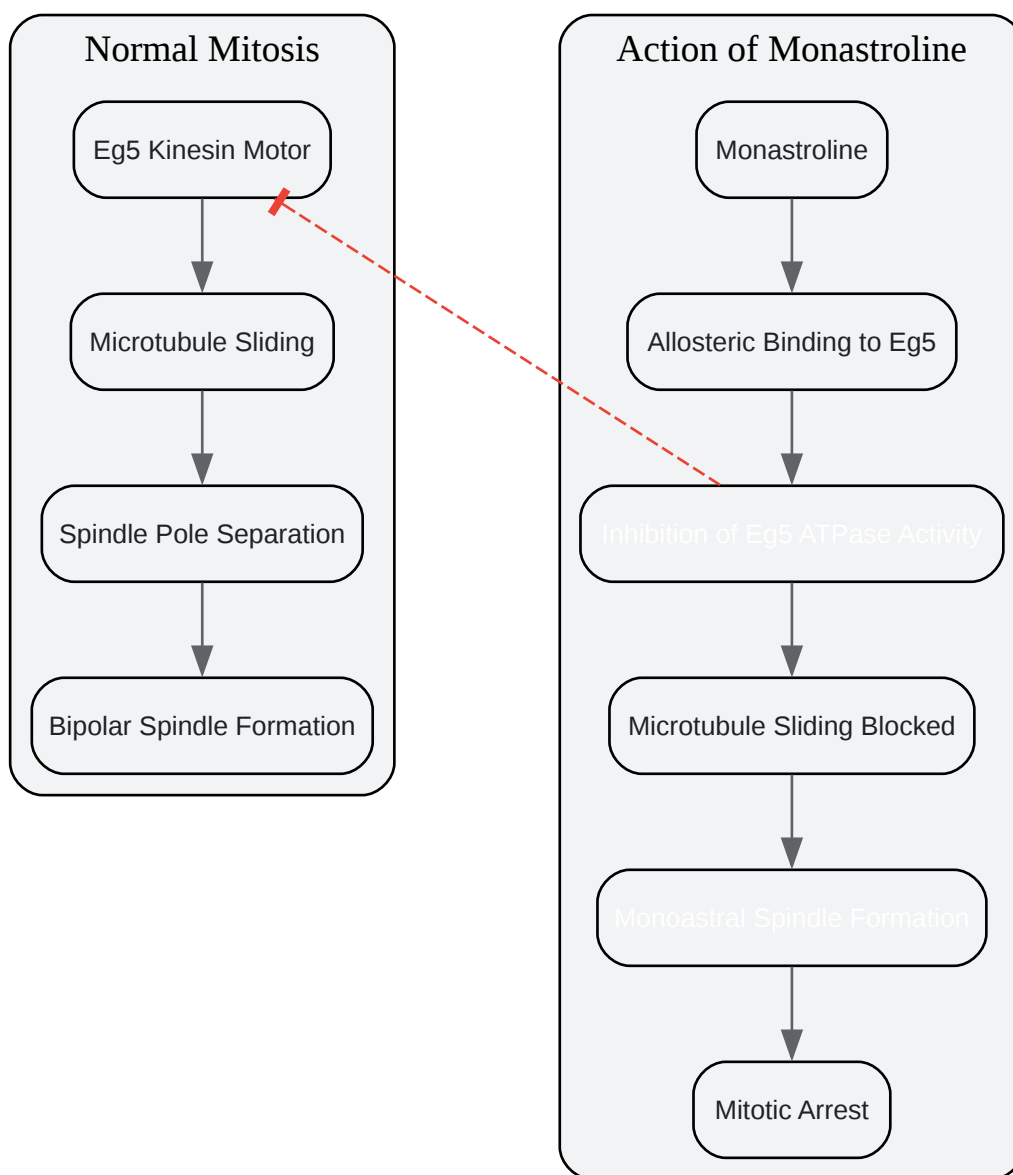 Normal Mitosis
Eg5 Kinesin Motor
Microtubule Sliding
Spindle Pole Separation
Bipolar Spindle Formation
Action of Monastroline
Monastroline
Allosteric Binding to Eg5
Inhibition of Eg5 ATPase Activity
Microtubule Sliding Blocked
Monoastral Spindle Formation
Mitotic Arrest